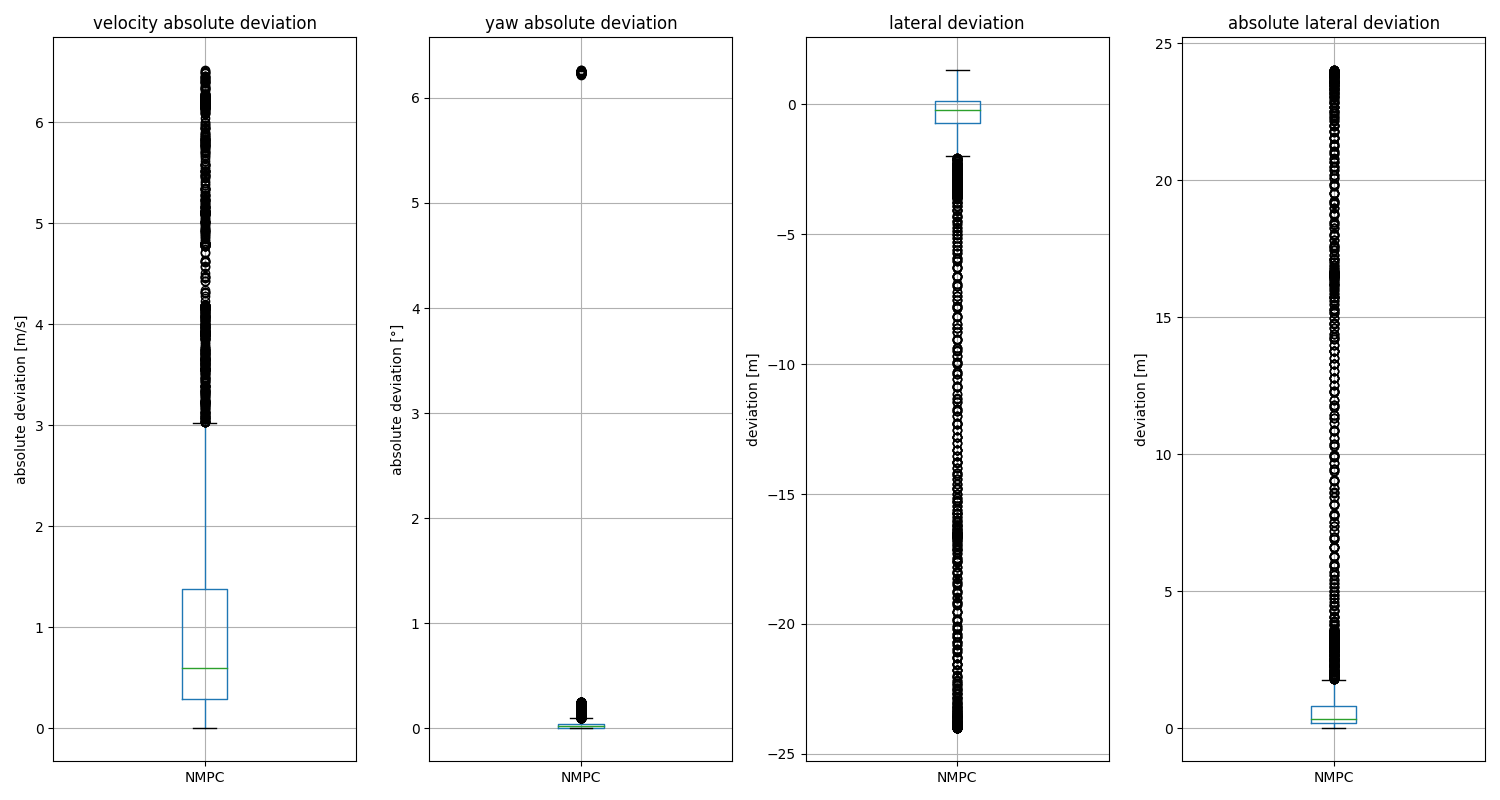 velocity absolute deviation
absolute deviation [m/s]
6
5
4
3
2
1
0
NMPC
yaw absolute deviation
absolute deviation [°]
6
5
4
3
2
1
0
NMPC
lateral deviation
deviation [m]
0
−5
−10
−15
−20
−25
NMPC
absolute lateral deviation
deviation [m]
25
20
15
10
5
0
NMPC